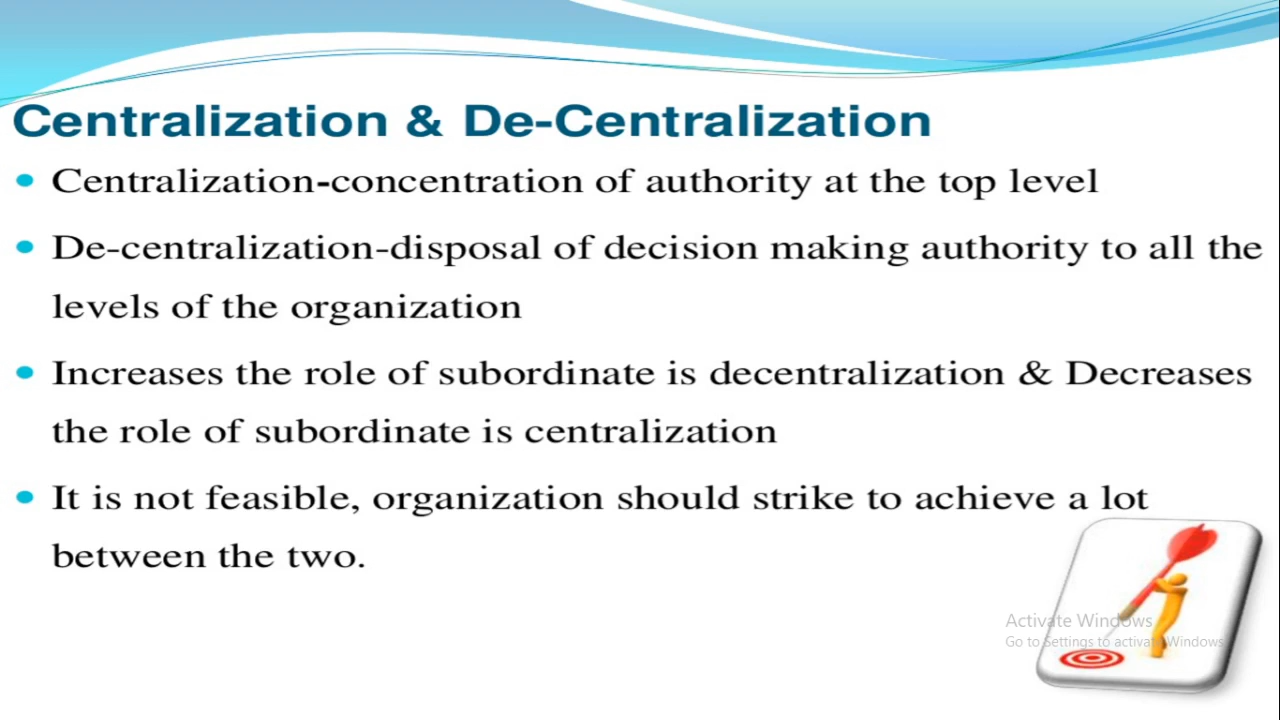 Centralization & De-Centralization
• Centralization-concentration of authority at the top level
• De-centralization-disposal of decision making authority to all the
levels of the organization
• Increases the role of subordinate is decentralization & Decreases
the role of subordinate is centralization
• It is not feasible, organization should strike to achieve a lot
between the two.
Activate Windows
Go to Settings to activate Windows.